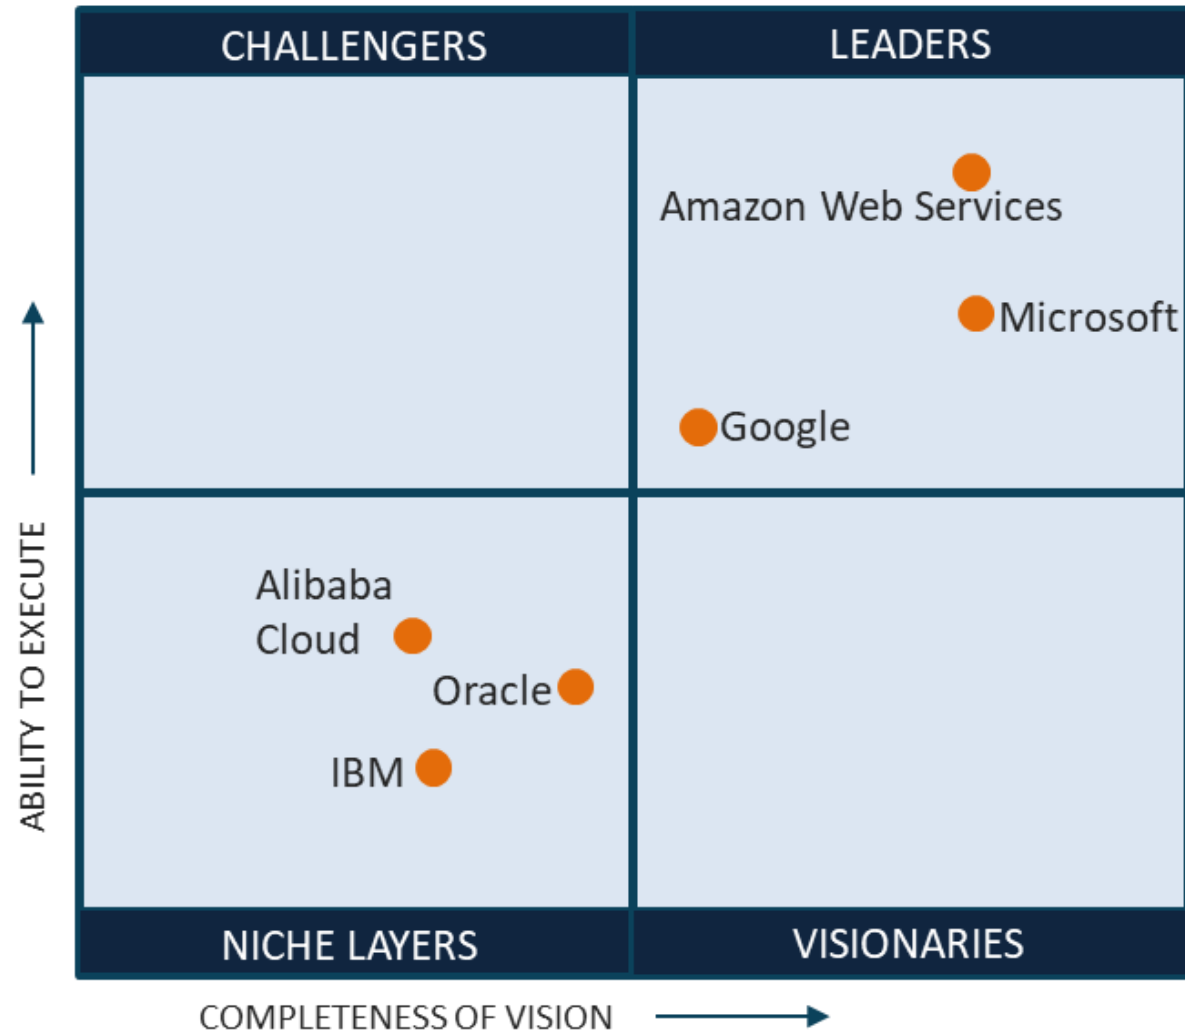 CHALLENGERS
LEADERS
Amazon Web Services
Microsoft
Google
Alibaba
Cloud
Oracle
IBM
ABILITY TO EXECUTE
NICHE LAYERS
VISIONARIES
COMPLETENESS OF VISION